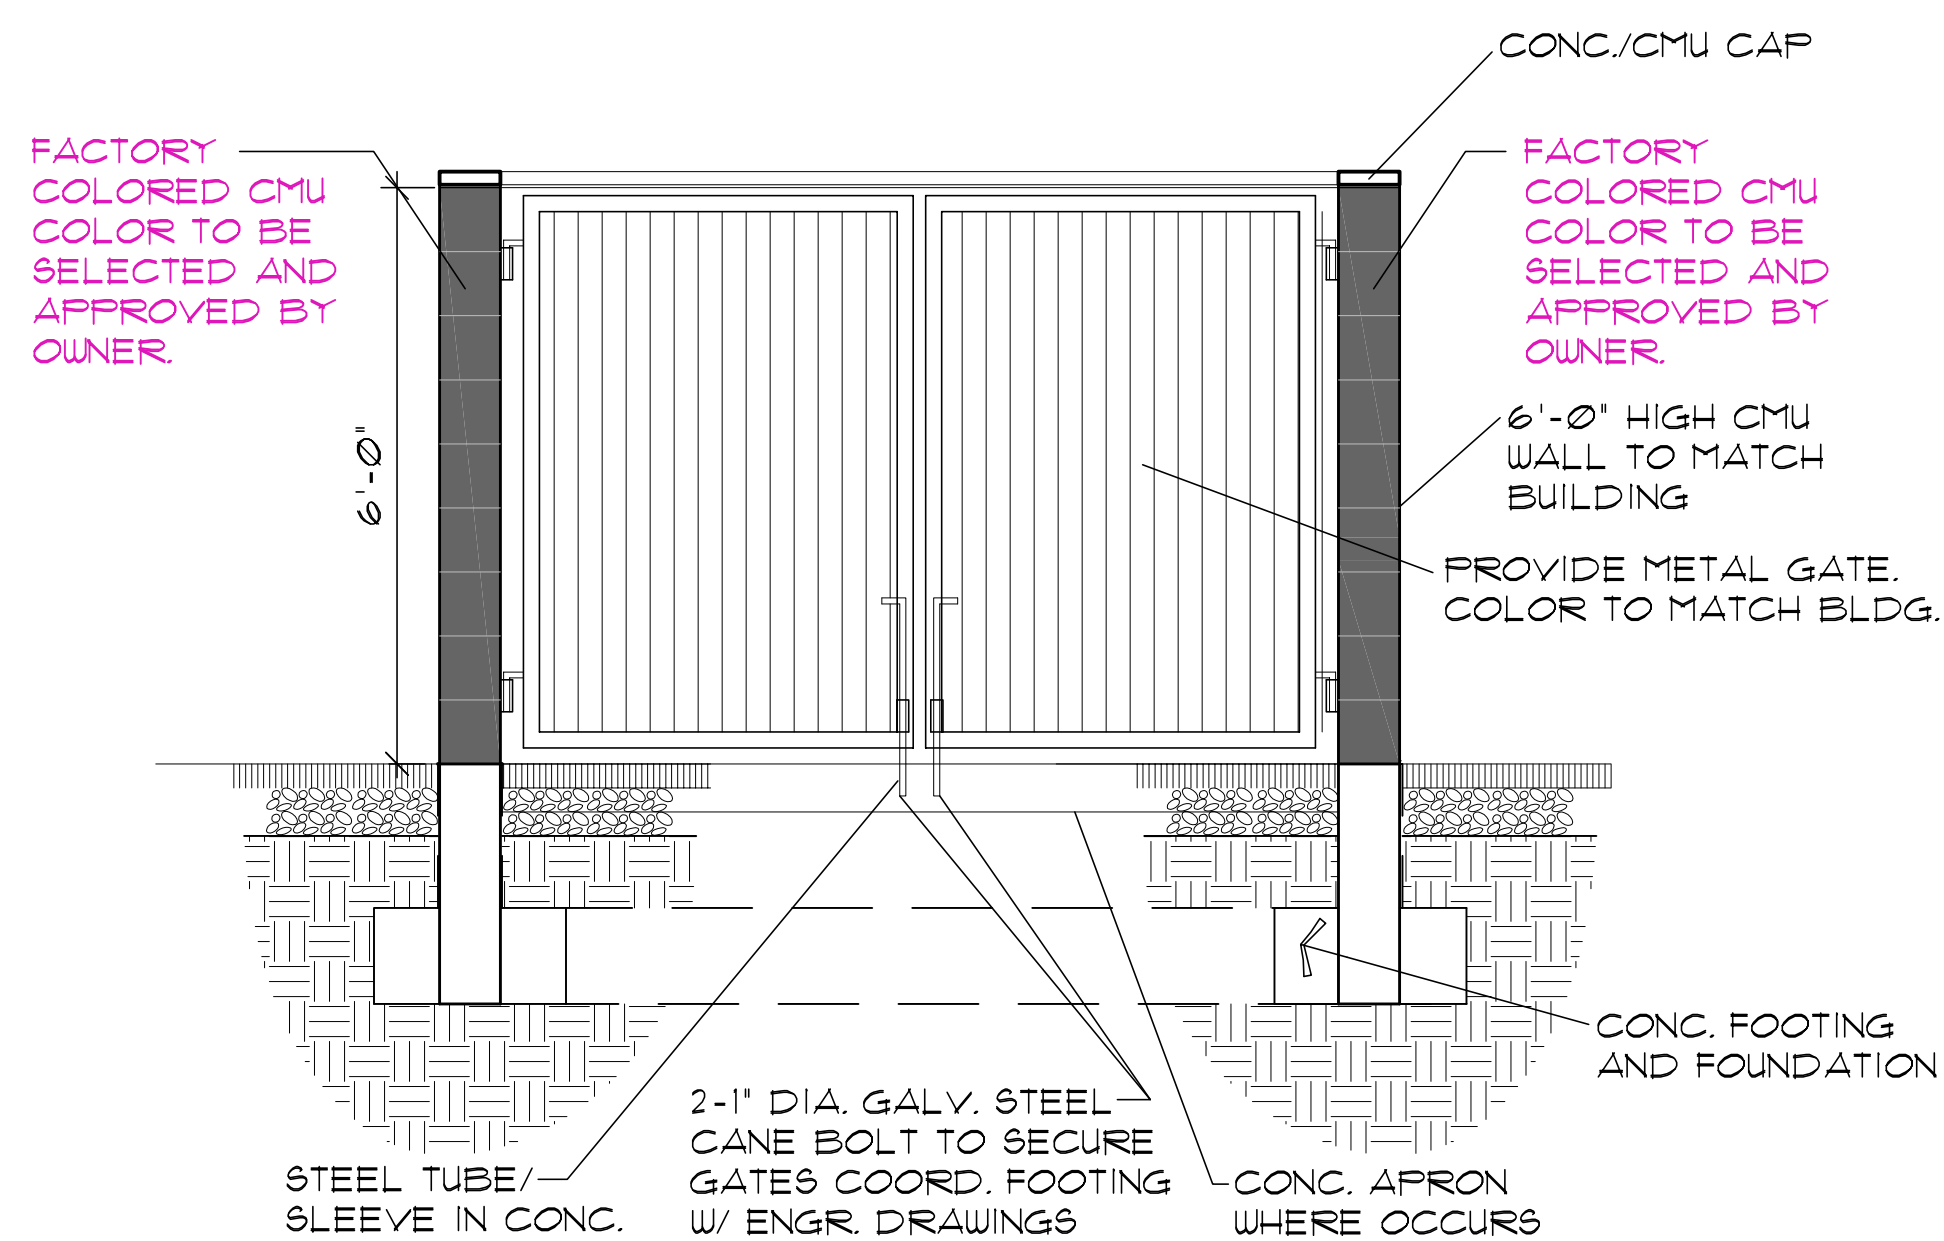 CONC./CMU CAP
FACTORY
COLORED CMU
COLOR TO BE
SELECTED AND
APPROVED BY
OWNER.
FACTORY
COLORED CMU
COLOR TO BE
SELECTED AND
APPROVED BY
OWNER.
6'-0"
6'-0" HIGH CMU
WALL TO MATCH
BUILDING
PROVIDE METAL GATE.
COLOR TO MATCH BLDG.
CONC. FOOTING
AND FOUNDATION
2-1" DIA. GALV. STEEL
CANE BOLT TO SECURE
GATES COORD. FOOTING
W/ ENGR. DRAWINGS
STEEL TUBE/
SLEEVE IN CONC.
CONC. APRON
WHERE OCCURS